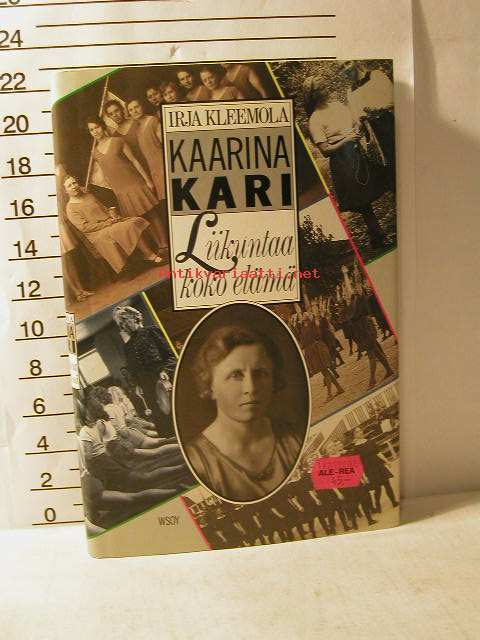 24
22
20
18
16
14
12
10
8
6
4
2
0
IRJA KLEEMOLA
KAARINA
KARI
Liikuntaa
koko elämä
Antikvariaatti.net
WSOY
ALE-REA